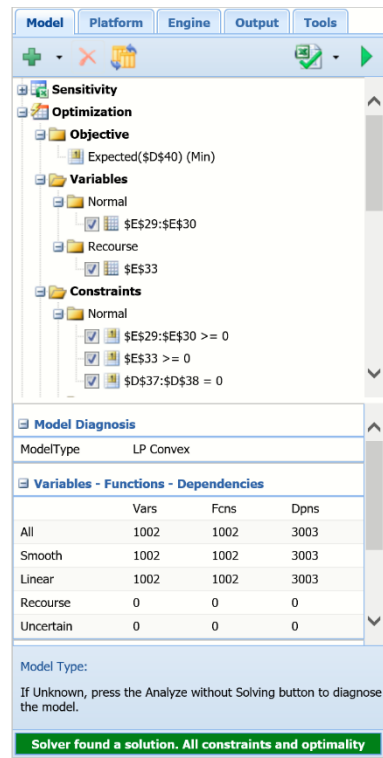 Model Platform Engine Output Tools
Sensitivity
Optimization
Objective
Expected($D$40) (Min)
Variables
Normal
$E$29:$E$30
Recourse
$E$33
Constraints
Normal
$E$29:$E$30 >= 0
$E$33 >= 0
$D$37:$D$38 = 0
Model Diagnosis
ModelType LP Convex
Variables - Functions - Dependencies
Vars Fcns Dpns
All 1002 1002 3003
Smooth 1002 1002 3003
Linear 1002 1002 3003
Recourse 0 0 0
Uncertain 0 0 0
Model Type:
If Unknown, press the Analyze without Solving button to diagnose
the model.
Solver found a solution. All constraints and optimality